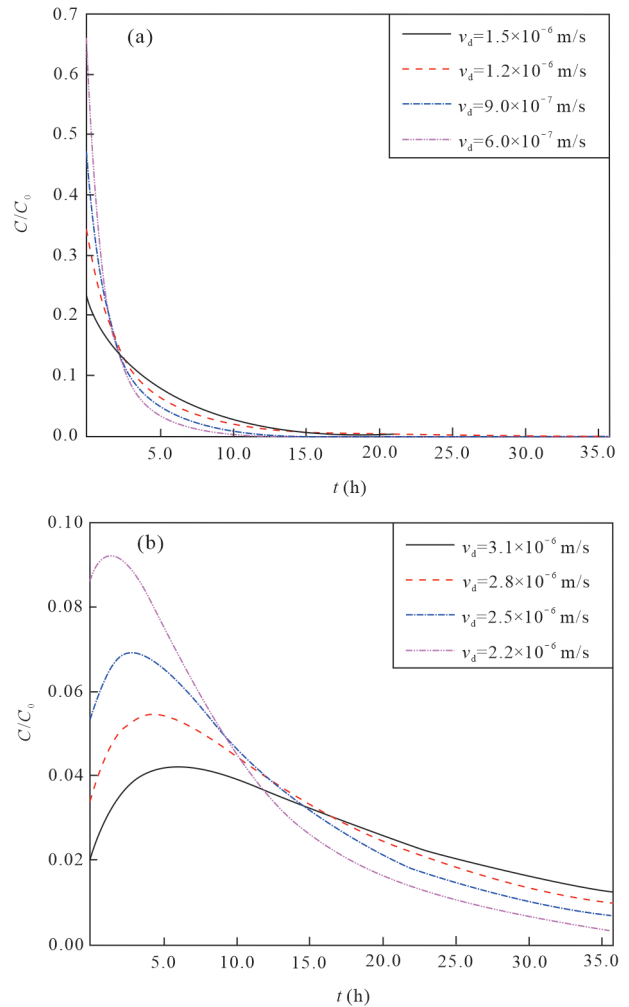 (a)
v_d=1.5×10⁻⁶ m/s
v_d=1.2×10⁻⁶ m/s
v_d=9.0×10⁻⁷ m/s
v_d=6.0×10⁻⁷ m/s
C/C₀
0.7
0.6
0.5
0.4
0.3
0.2
0.1
0.0
5.0 10.0 15.0 20.0 25.0 30.0 35.0
t (h)
(b)
v_d=3.1×10⁻⁶ m/s
v_d=2.8×10⁻⁶ m/s
v_d=2.5×10⁻⁶ m/s
v_d=2.2×10⁻⁶ m/s
C/C₀
0.10
0.08
0.06
0.04
0.02
0.00
5.0 10.0 15.0 20.0 25.0 30.0 35.0
t (h)